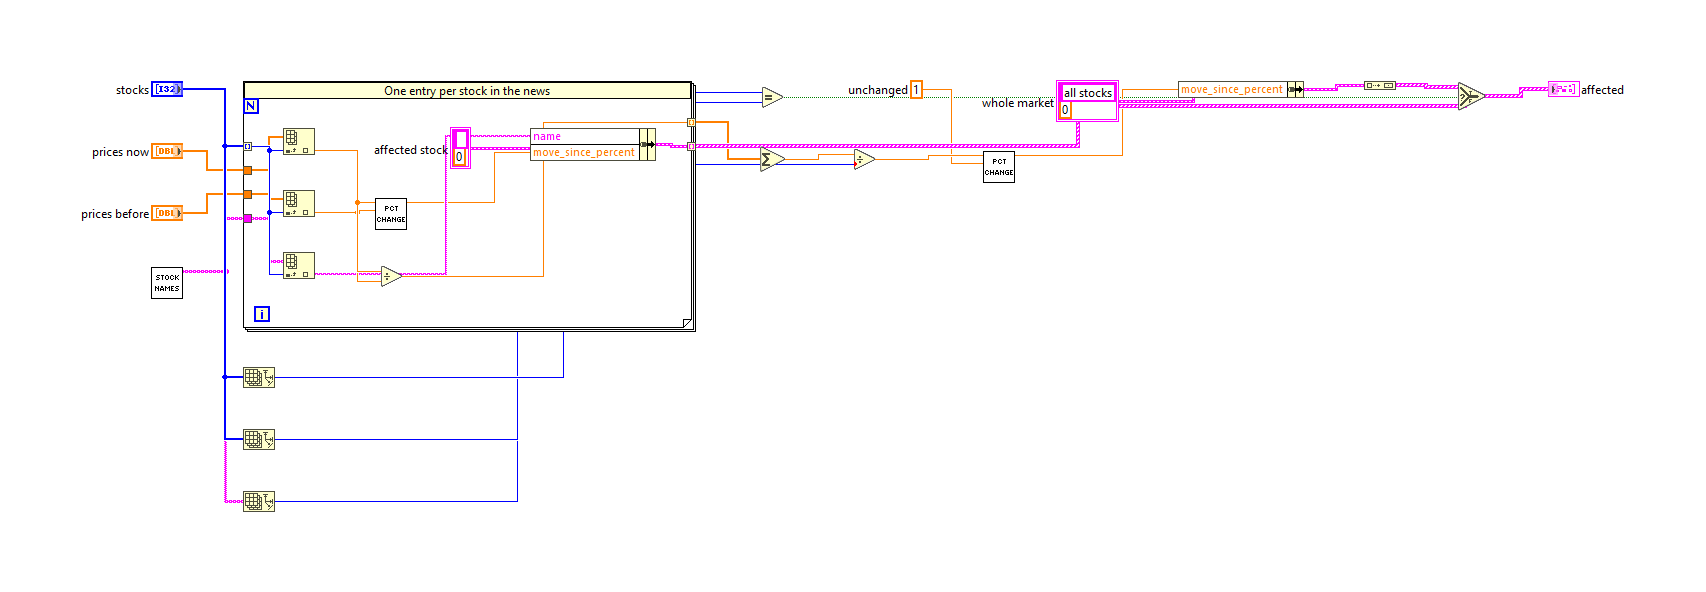 One entry per stock in the news
stocks
[I32]
N
unchanged
1
all stocks
0
whole market
move_since_percent
affected
prices now
[DBL]
name
move_since_percent
affected stock
0
PCT
CHANGE
prices before
[DBL]
PCT
CHANGE
STOCK
NAMES
i